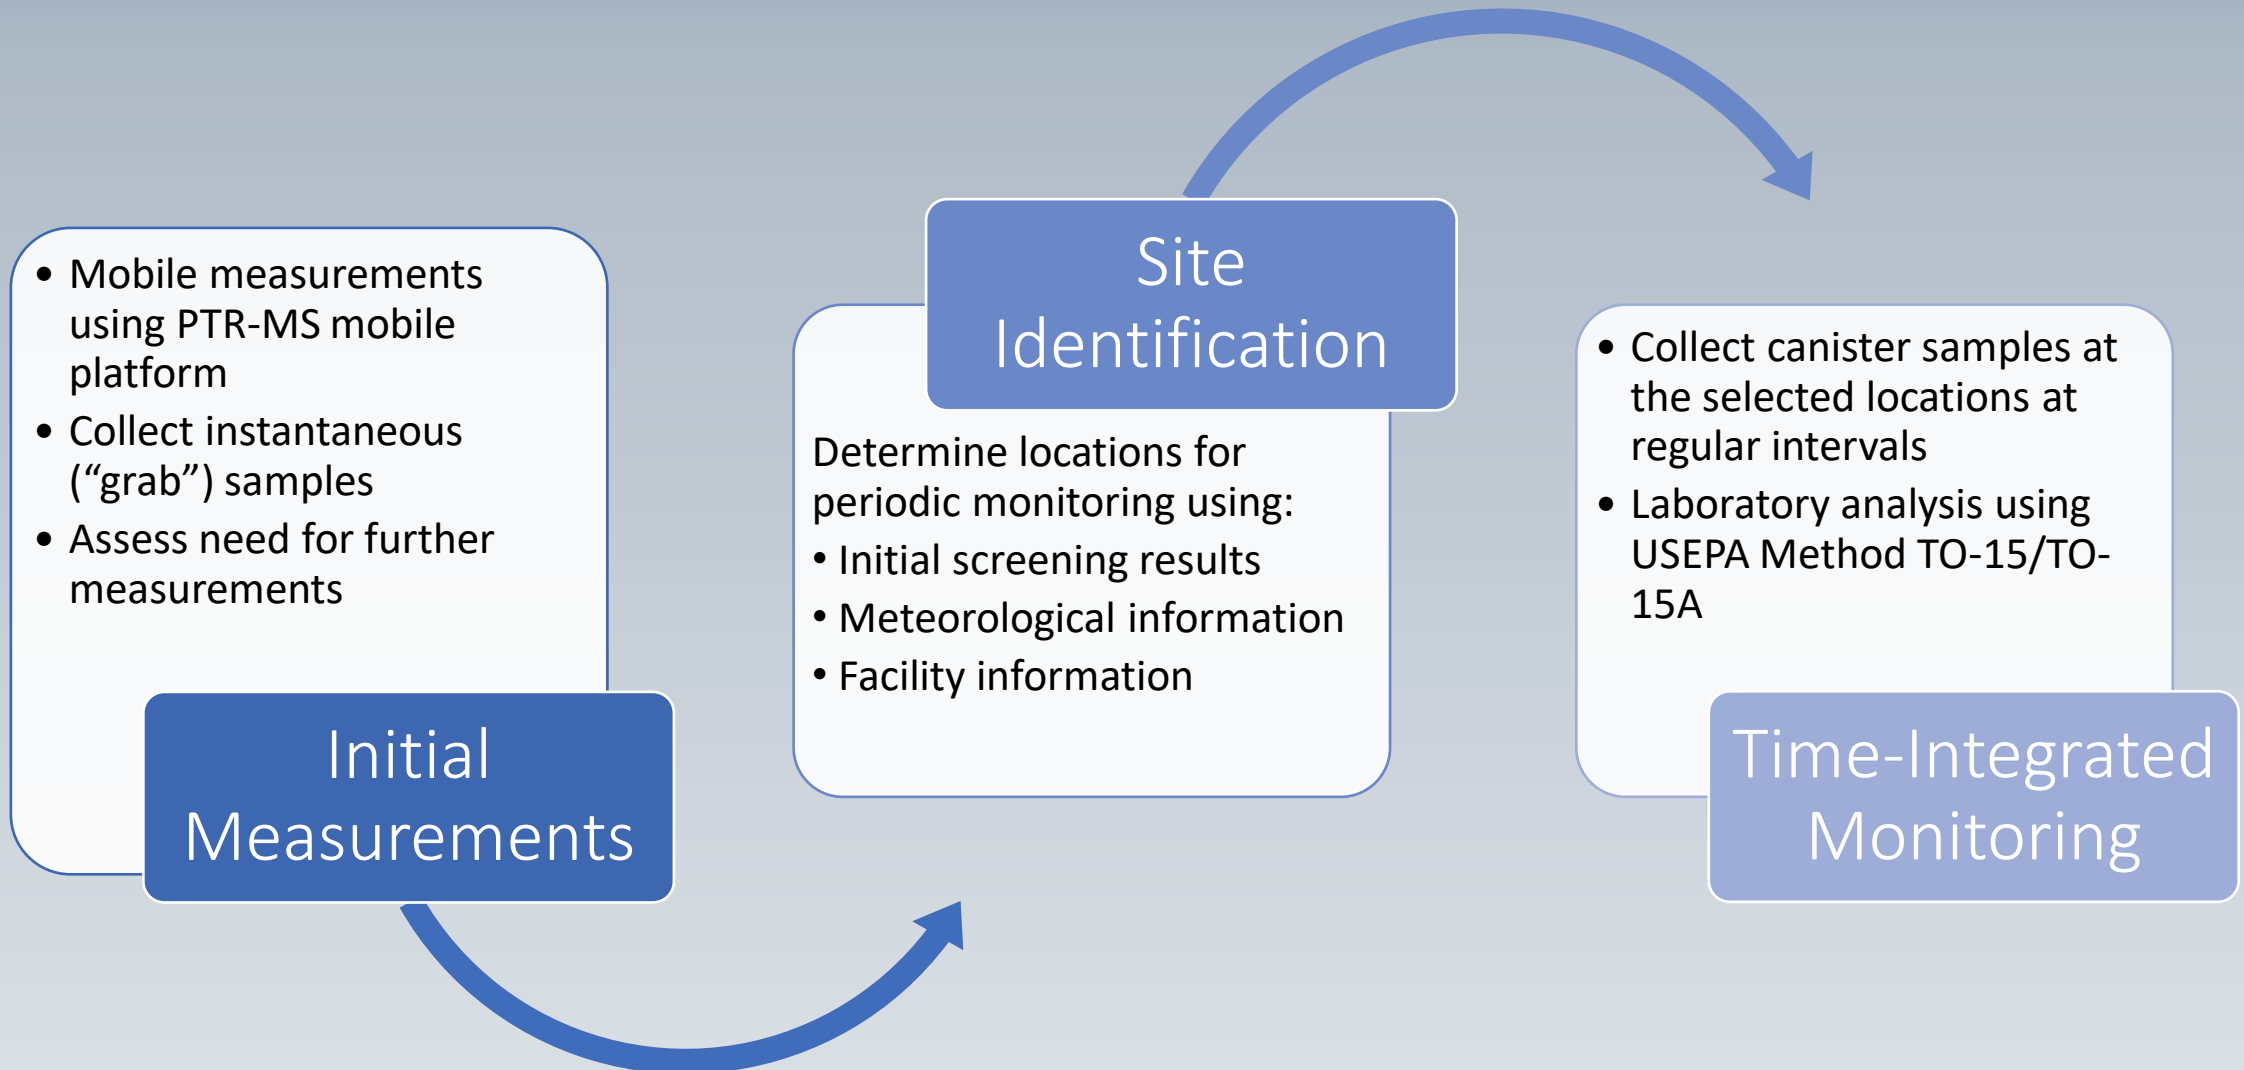 • Mobile measurements
using PTR-MS mobile
platform
• Collect instantaneous
(“grab”) samples
• Assess need for further
measurements
Initial
Measurements
Site
Identification
Determine locations for
periodic monitoring using:
• Initial screening results
• Meteorological information
• Facility information
• Collect canister samples at
the selected locations at
regular intervals
• Laboratory analysis using
USEPA Method TO-15/TO-
15A
Time-Integrated
Monitoring